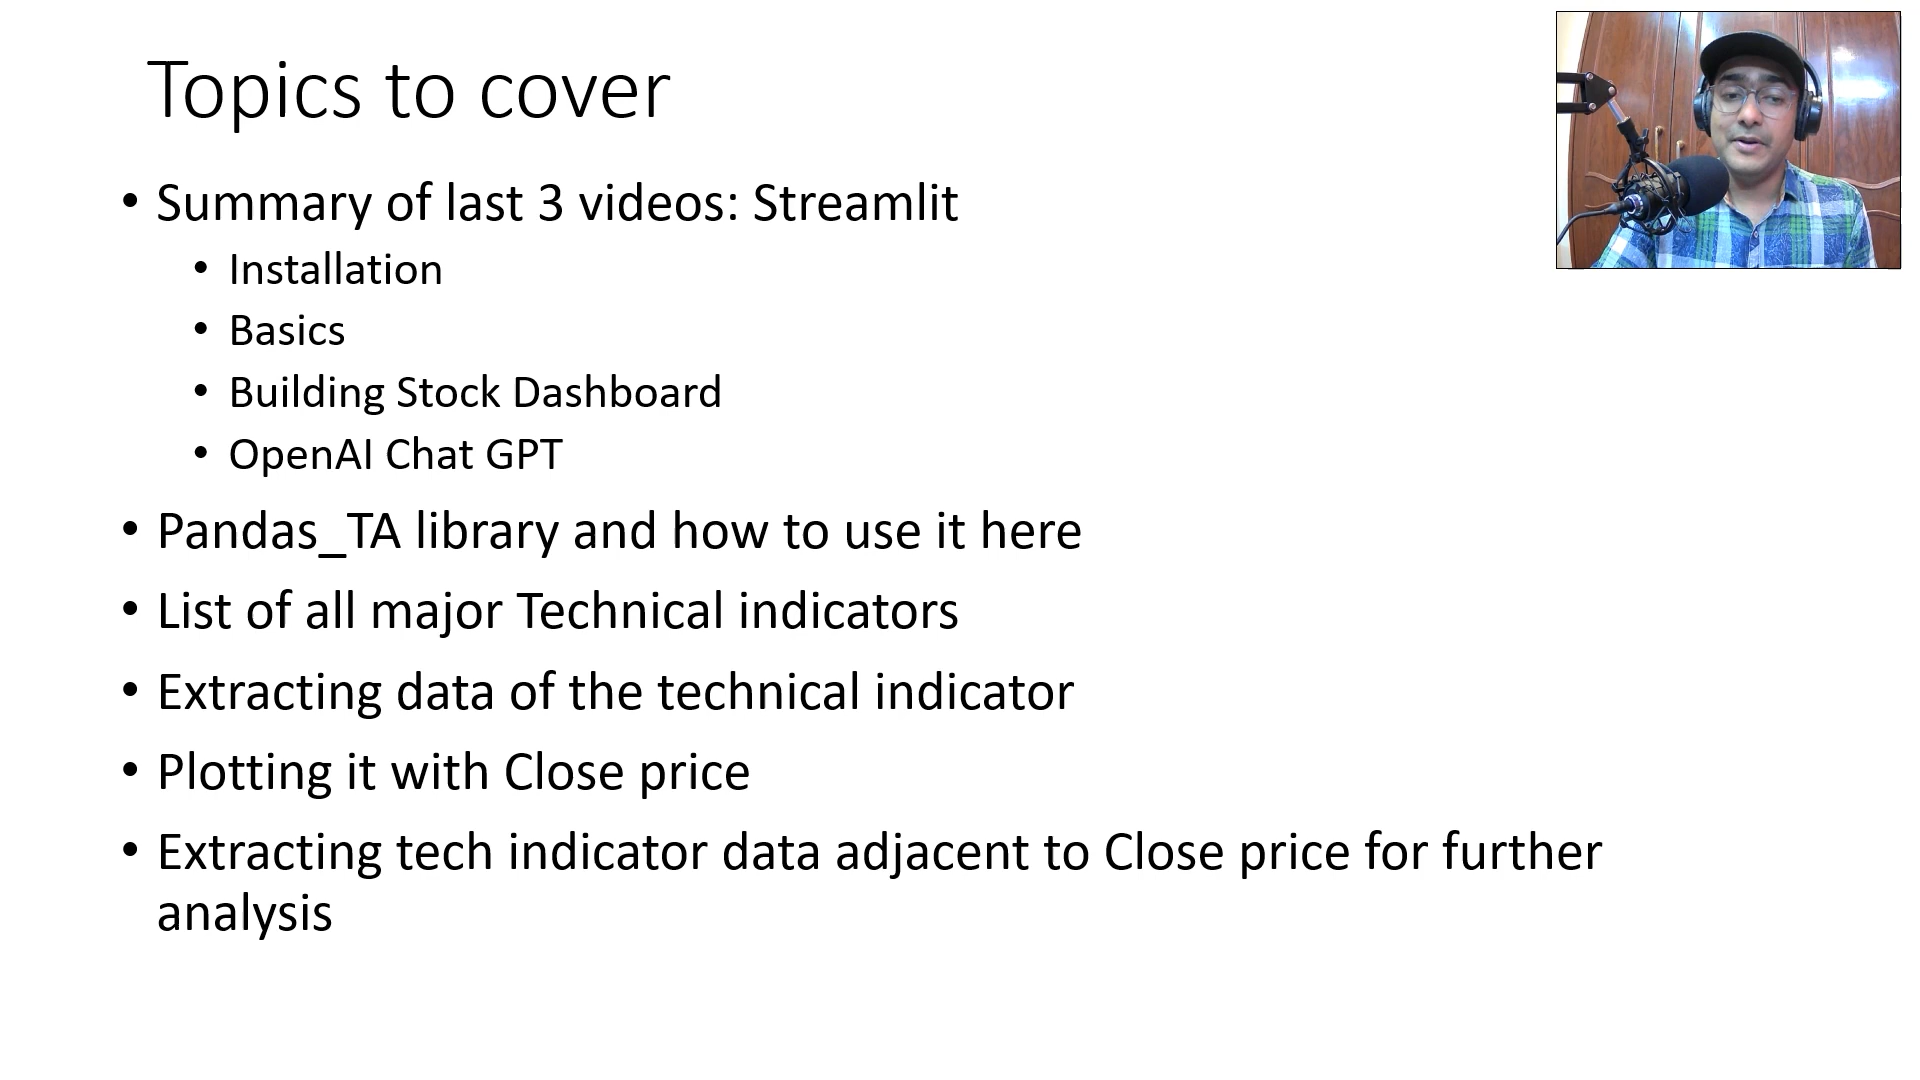 Topics to cover
• Summary of last 3 videos: Streamlit
• Installation
• Basics
• Building Stock Dashboard
• OpenAI Chat GPT
• Pandas_TA library and how to use it here
• List of all major Technical indicators
• Extracting data of the technical indicator
• Plotting it with Close price
• Extracting tech indicator data adjacent to Close price for further
analysis